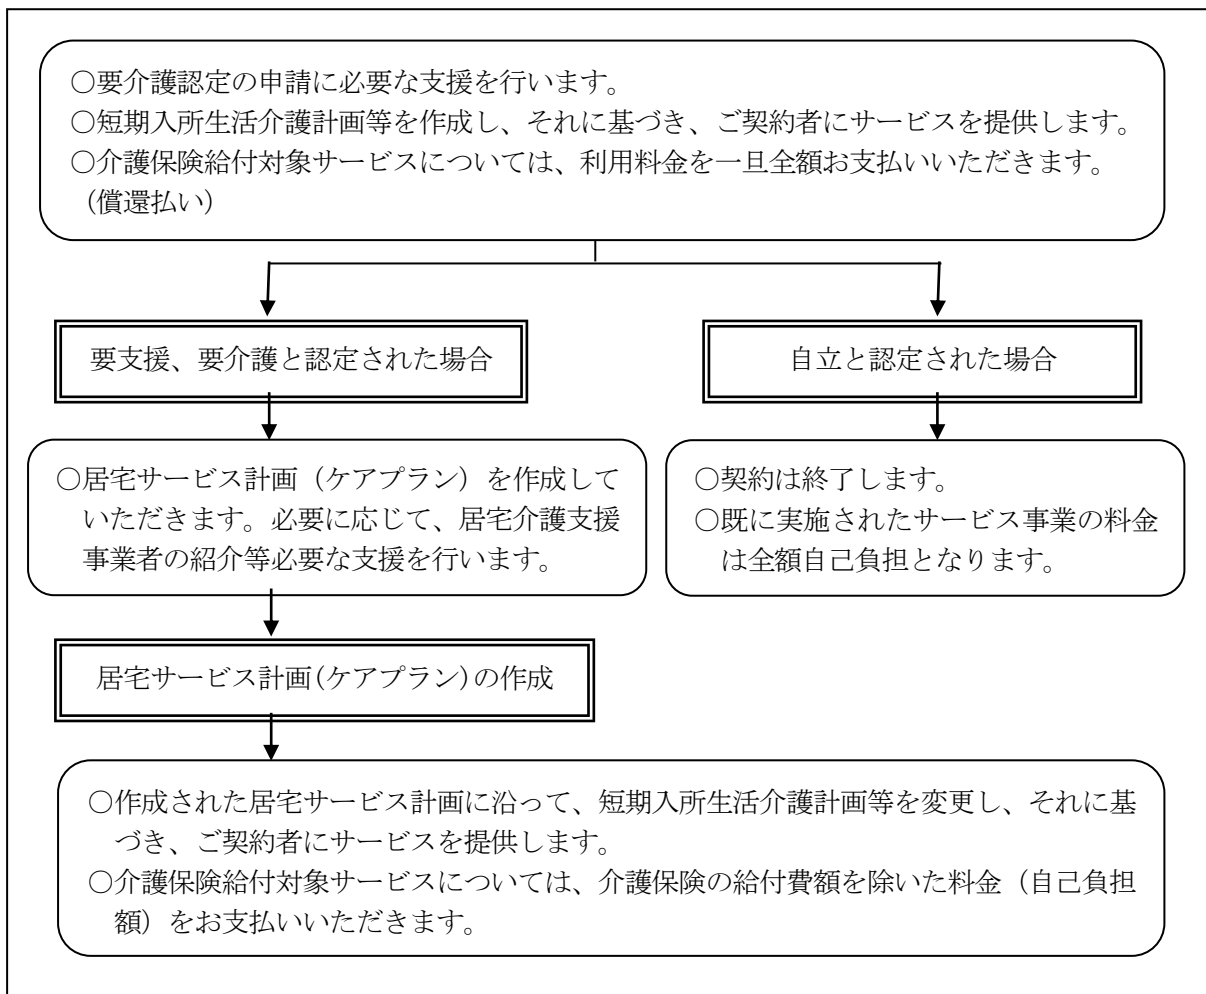 ○要介護認定の申請に必要な支援を行います。
○短期入所生活介護計画等を作成し、それに基づき、ご契約者にサービスを提供します。
○介護保険給付対象サービスについては、利用料金を一旦全額お支払いいただきます。
（償還払い）
要支援、要介護と認定された場合
自立と認定された場合
○居宅サービス計画（ケアプラン）を作成して
いただきます。必要に応じて、居宅介護支援
事業者の紹介等必要な支援を行います。
○契約は終了します。
○既に実施されたサービス事業の料金
は全額自己負担となります。
居宅サービス計画(ケアプラン)の作成
○作成された居宅サービス計画に沿って、短期入所生活介護計画等を変更し、それに基
づき、ご契約者にサービスを提供します。
○介護保険給付対象サービスについては、介護保険の給付費額を除いた料金（自己負担
額）をお支払いいただきます。